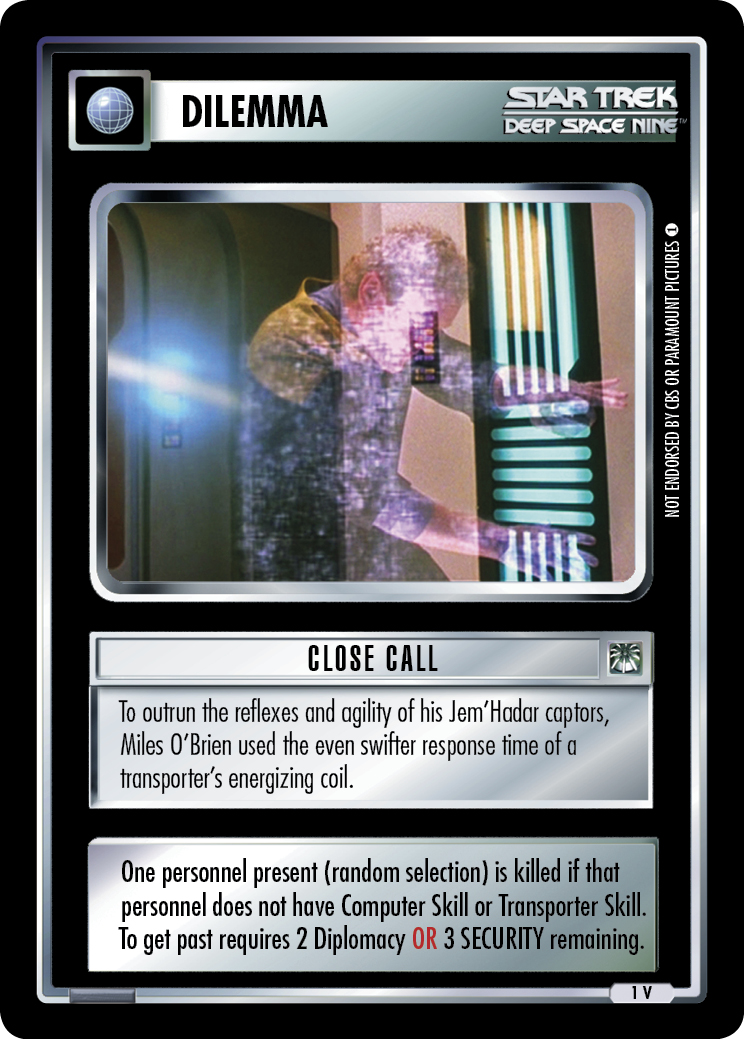 DILEMMA
STAR TREK
DEEP SPACE NINE™
NOT ENDORSED BY CBS OR PARAMOUNT PICTURES 1
CLOSE CALL
To outrun the reflexes and agility of his Jem'Hadar captors,
Miles O'Brien used the even swifter response time of a
transporter's energizing coil.
One personnel present (random selection) is killed if that
personnel does not have Computer Skill or Transporter Skill.
To get past requires 2 Diplomacy OR 3 SECURITY remaining.
1 V